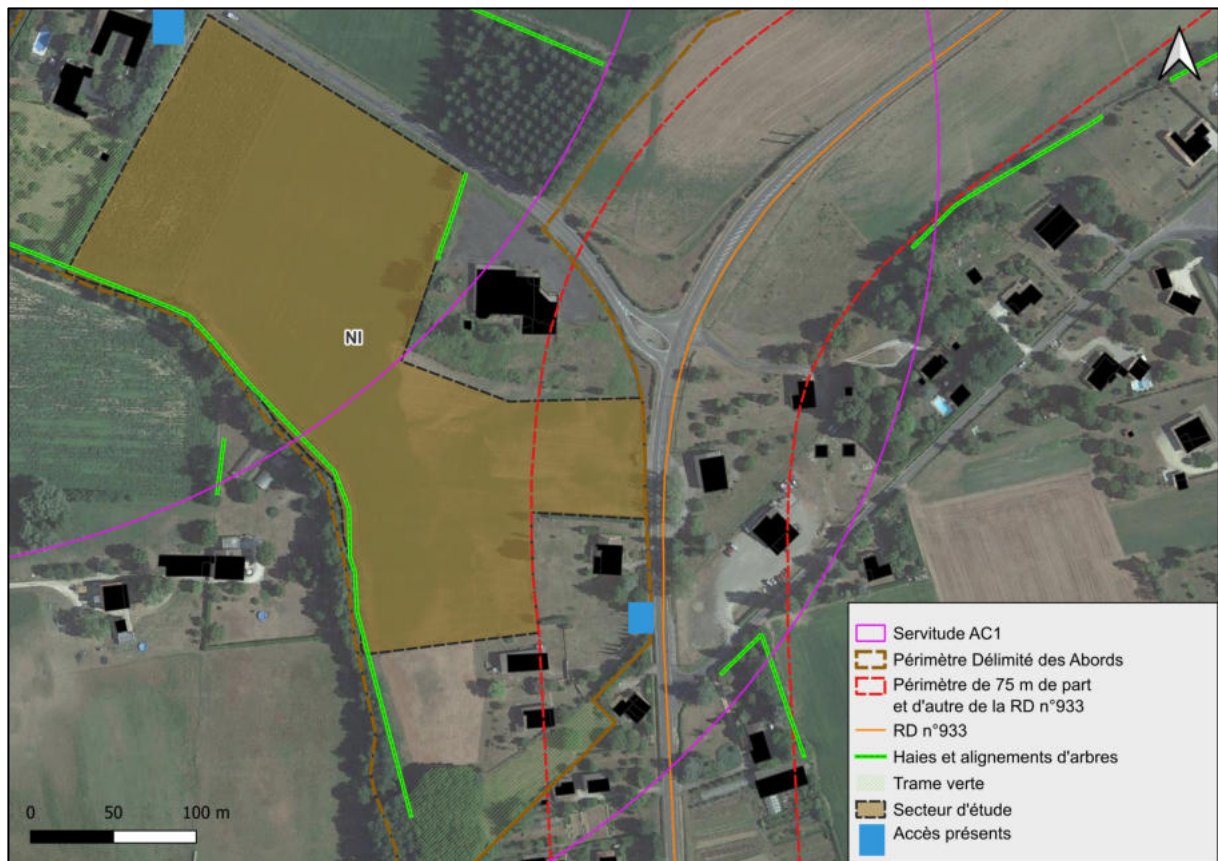 NI
Servitude AC1
Périmètre Délimité des Abords
Périmètre de 75 m de part
et d'autre de la RD n°933
RD n°933
Haies et alignements d'arbres
Trame verte
Secteur d'étude
Accès présents
0 50 100 m